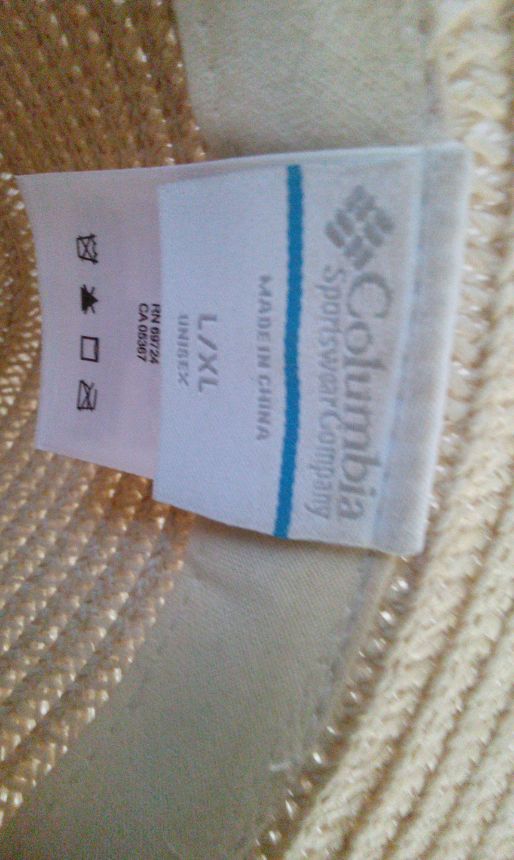 Columbia
Sportswear Company
MADE IN CHINA
L/XL
UNISEX
RN 69724
CA 05367